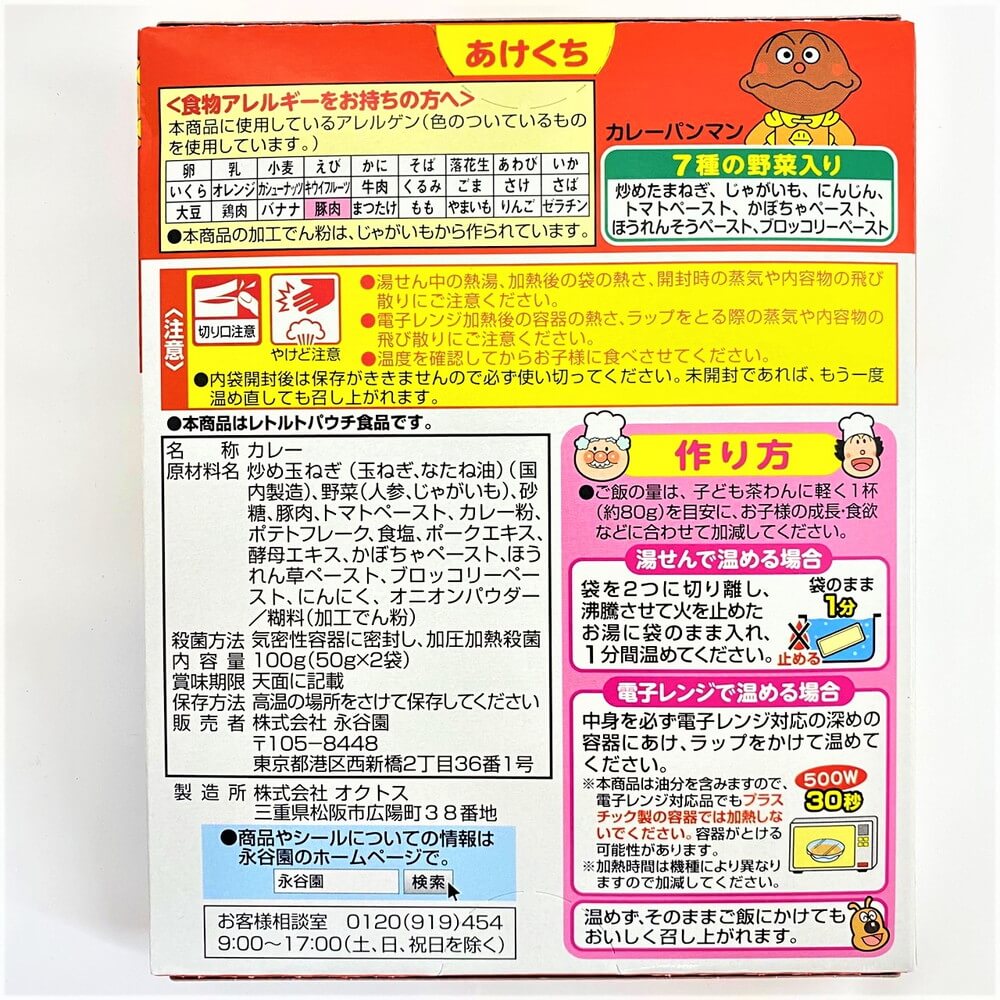 あけくち
<食物アレルギーをお持ちの方へ>
本商品に使用しているアレルゲン(色のついているもの
を使用しています。)
卵 乳 小麦 えび かに そば 落花生 あわび いか
いくら オレンジ カシューナッツ キウイフルーツ 牛肉 くるみ ごま さけ さば
大豆 鶏肉 バナナ 豚肉 まつたけ もも やまいも りんご ゼラチン
●本商品の加工でん粉は、じゃがいもから作られています。
カレーパンマン
7種の野菜入り
炒めたまねぎ、じゃがいも、にんじん、
トマトペースト、かぼちゃペースト、
ほうれんそうペースト、ブロッコリーペースト
<注意>
切り口注意
やけど注意
●湯せん中の熱湯、加熱後の袋の熱さ、開封時の蒸気や内容物の飛び
散りにご注意ください。
●電子レンジ加熱後の容器の熱さ、ラップをとる際の蒸気や内容物の
飛び散りにご注意ください。
●温度を確認してからお子様に食べさせてください。
●内袋開封後は保存がききませんので必ず使い切ってください。未開封であれば、もう一度
温め直しても召し上がれます。
●本商品はレトルトパウチ食品です。
名称 カレー
原材料名 炒め玉ねぎ(玉ねぎ、なたね油)(国
内製造)、野菜(人参、じゃがいも)、砂
糖、豚肉、トマトペースト、カレー粉、
ポテトフレーク、食塩、ポークエキス、
酵母エキス、かぼちゃペースト、ほう
れん草ペースト、ブロッコリーペー
スト、にんにく、オニオンパウダー
/糊料(加工でん粉)
殺菌方法 気密性容器に密封し、加圧加熱殺菌
内容量 100g(50g×2袋)
賞味期限 天面に記載
保存方法 高温の場所をさけて保存してください
販売者 株式会社 永谷園
〒105-8448
東京都港区西新橋2丁目36番1号
製造所 株式会社 オクトス
三重県松阪市広陽町38番地
●商品やシールについての情報は
永谷園のホームページで。
永谷園 検索
お客様相談室 0120(919)454
9:00~17:00(土、日、祝日を除く)
作り方
●ご飯の量は、子ども茶わんに軽く1杯
(約80g)を目安に、お子様の成長・食欲
などに合わせて加減してください。
湯せんで温める場合
袋を2つに切り離し、
沸騰させて火を止めた
お湯に袋のまま入れ、
1分間温めてください。
袋のまま
1分
止める
電子レンジで温める場合
中身を必ず電子レンジ対応の深めの
容器にあけ、ラップをかけて温めて
ください。
※本商品は油分を含みますので、
電子レンジ対応品でもプラス
チック製の容器では加熱しな
いでください。容器がとける
可能性があります。
※加熱時間は機種により異なり
ますので加減してください。
500W
30秒
温めず、そのままご飯にかけても
おいしく召し上がれます。